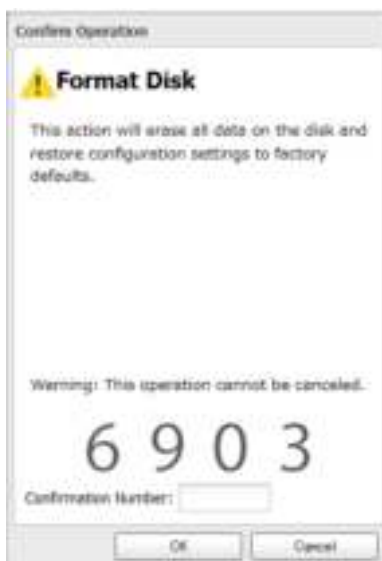 Confirm Operation
Format Disk
This action will erase all data on the disk and
restore configuration settings to factory
defaults.
Warning: This operation cannot be canceled.
6 9 0 3
Confirmation Number:
OK Cancel